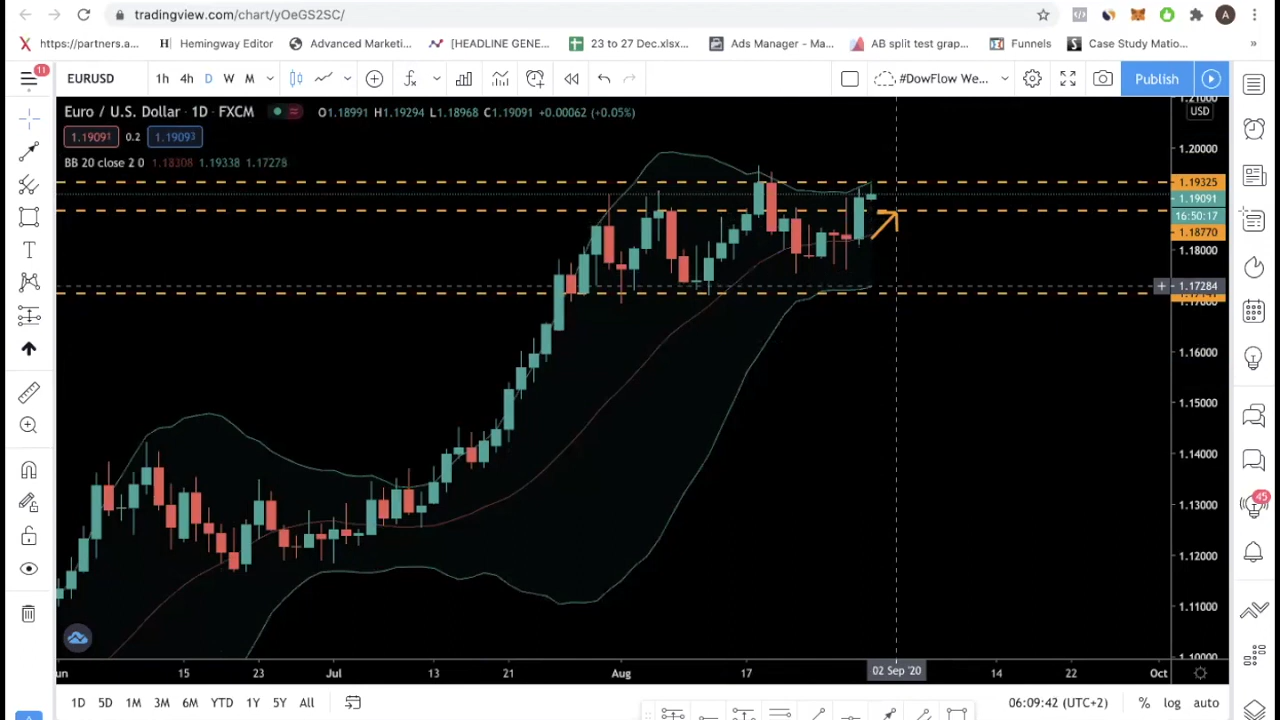 tradingview.com/chart/yOeGS2SC/
A
https://partners.a...
Hemingway Editor
Advanced Marketi...
[HEADLINE GENE...
23 to 27 Dec.xlsx...
Ads Manager - Ma...
AB split test grap...
Funnels
Case Study Matio...
»
11
EURUSD
1h 4h D W M
#DowFlow We...
Publish
Euro / U.S. Dollar · 1D · FXCM
O1.18991 H1.19294 L1.18968 C1.19091 +0.00062 (+0.05%)
1.21000
USD
1.19091 0.2 1.19093
BB 20 close 2 0 1.18308 1.19338 1.17278
1.20000
1.19325
1.19091
16:50:17
1.18770
1.18000
1.17284
1.17000
1.16000
1.15000
1.14000
1.13000
1.12000
1.11000
1.10000
45
un 15 23 Jul 13 21 Aug 17 02 Sep '20 14 22 Oct
1D 5D 1M 3M 6M YTD 1Y 5Y All
06:09:42 (UTC+2) % log auto